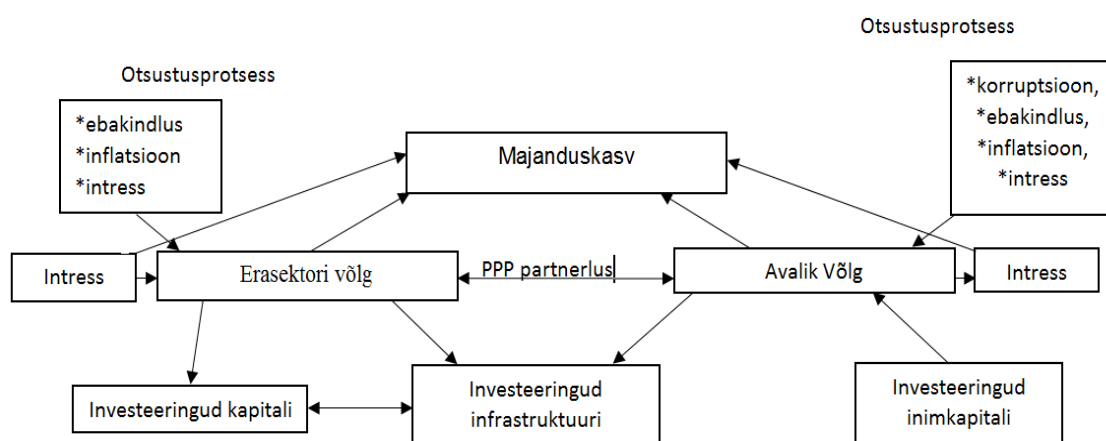 Otsustusprotsess
Otsustusprotsess
*ebakindlus
*inflatsioon
*intress
*korruptsioon,
*ebakindlus,
*inflatsioon,
*intress
Majanduskasv
Intress
Erasektori võlg
PPP partnerlus
Avalik Võlg
Intress
Investeeringud kapitali
Investeeringud
infrastruktuuri
Investeeringud
inimkapitali